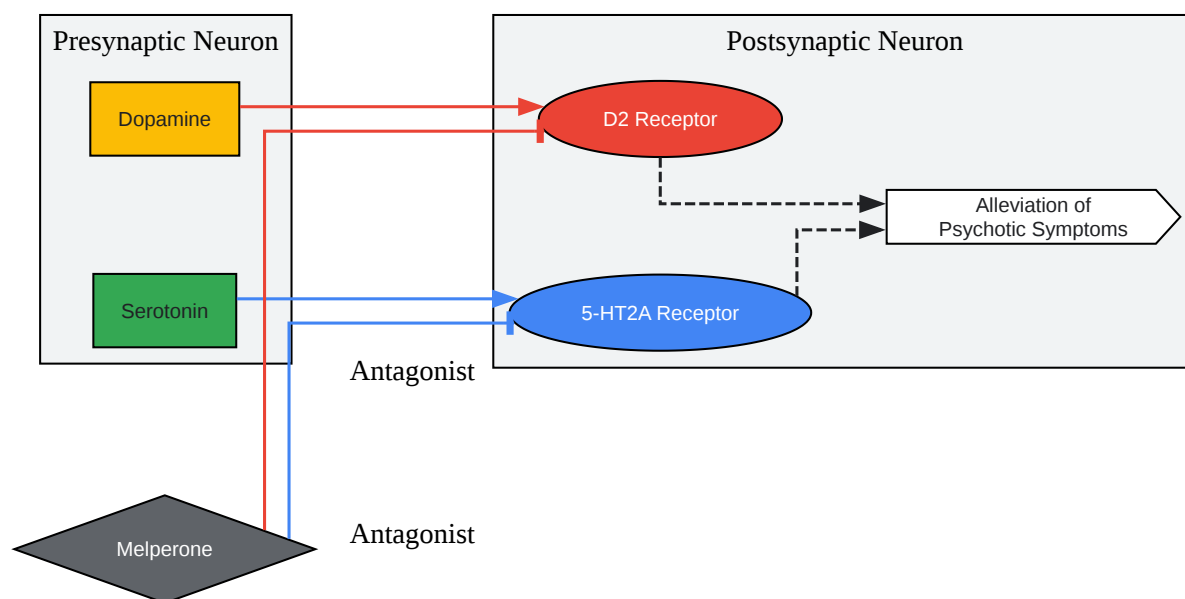 Presynaptic Neuron
Postsynaptic Neuron
Dopamine
D2 Receptor
Alleviation of
Psychotic Symptoms
Serotonin
5-HT2A Receptor
Antagonist
Antagonist
Melperone